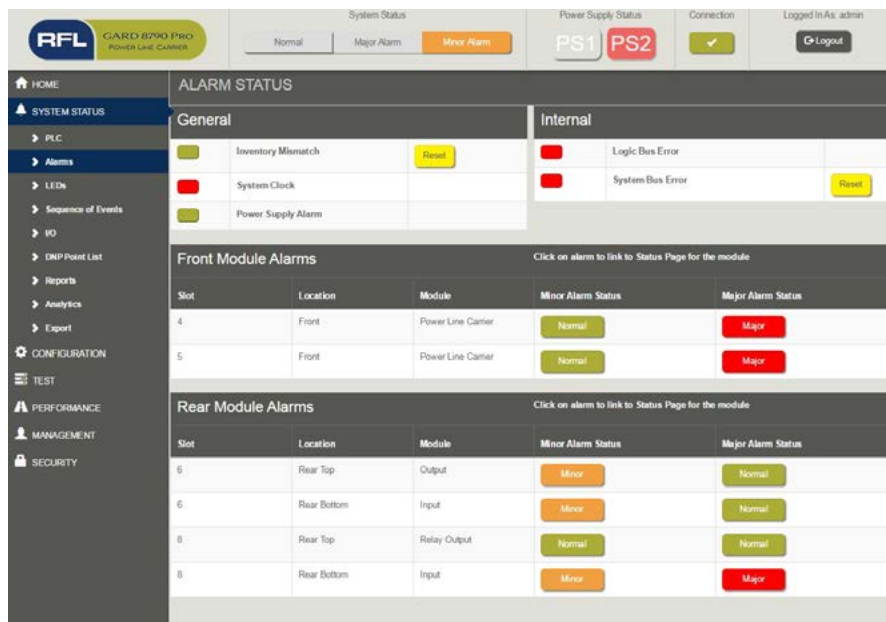 RFL GARD 8790 PRO
POWER LINE CARRIER
System Status
Normal Major Alarm Minor Alarm
Power Supply Status
PS1 PS2
Connection
Logged In As: admin
Logout
HOME
SYSTEM STATUS
PLC
Alarms
LEDs
Sequence of Events
I/O
DNP Point List
Reports
Analytics
Export
CONFIGURATION
TEST
PERFORMANCE
MANAGEMENT
SECURITY
ALARM STATUS
General
Inventory Mismatch Reset
System Clock
Power Supply Alarm
Internal
Logic Bus Error
System Bus Error Reset
Front Module Alarms Click on alarm to link to Status Page for the module
Slot Location Module Minor Alarm Status Major Alarm Status
4 Front Power Line Carrier Normal Major
5 Front Power Line Carrier Normal Major
Rear Module Alarms Click on alarm to link to Status Page for the module
Slot Location Module Minor Alarm Status Major Alarm Status
6 Rear Top Output Minor Normal
6 Rear Bottom Input Minor Normal
8 Rear Top Relay Output Normal Normal
8 Rear Bottom Input Minor Major